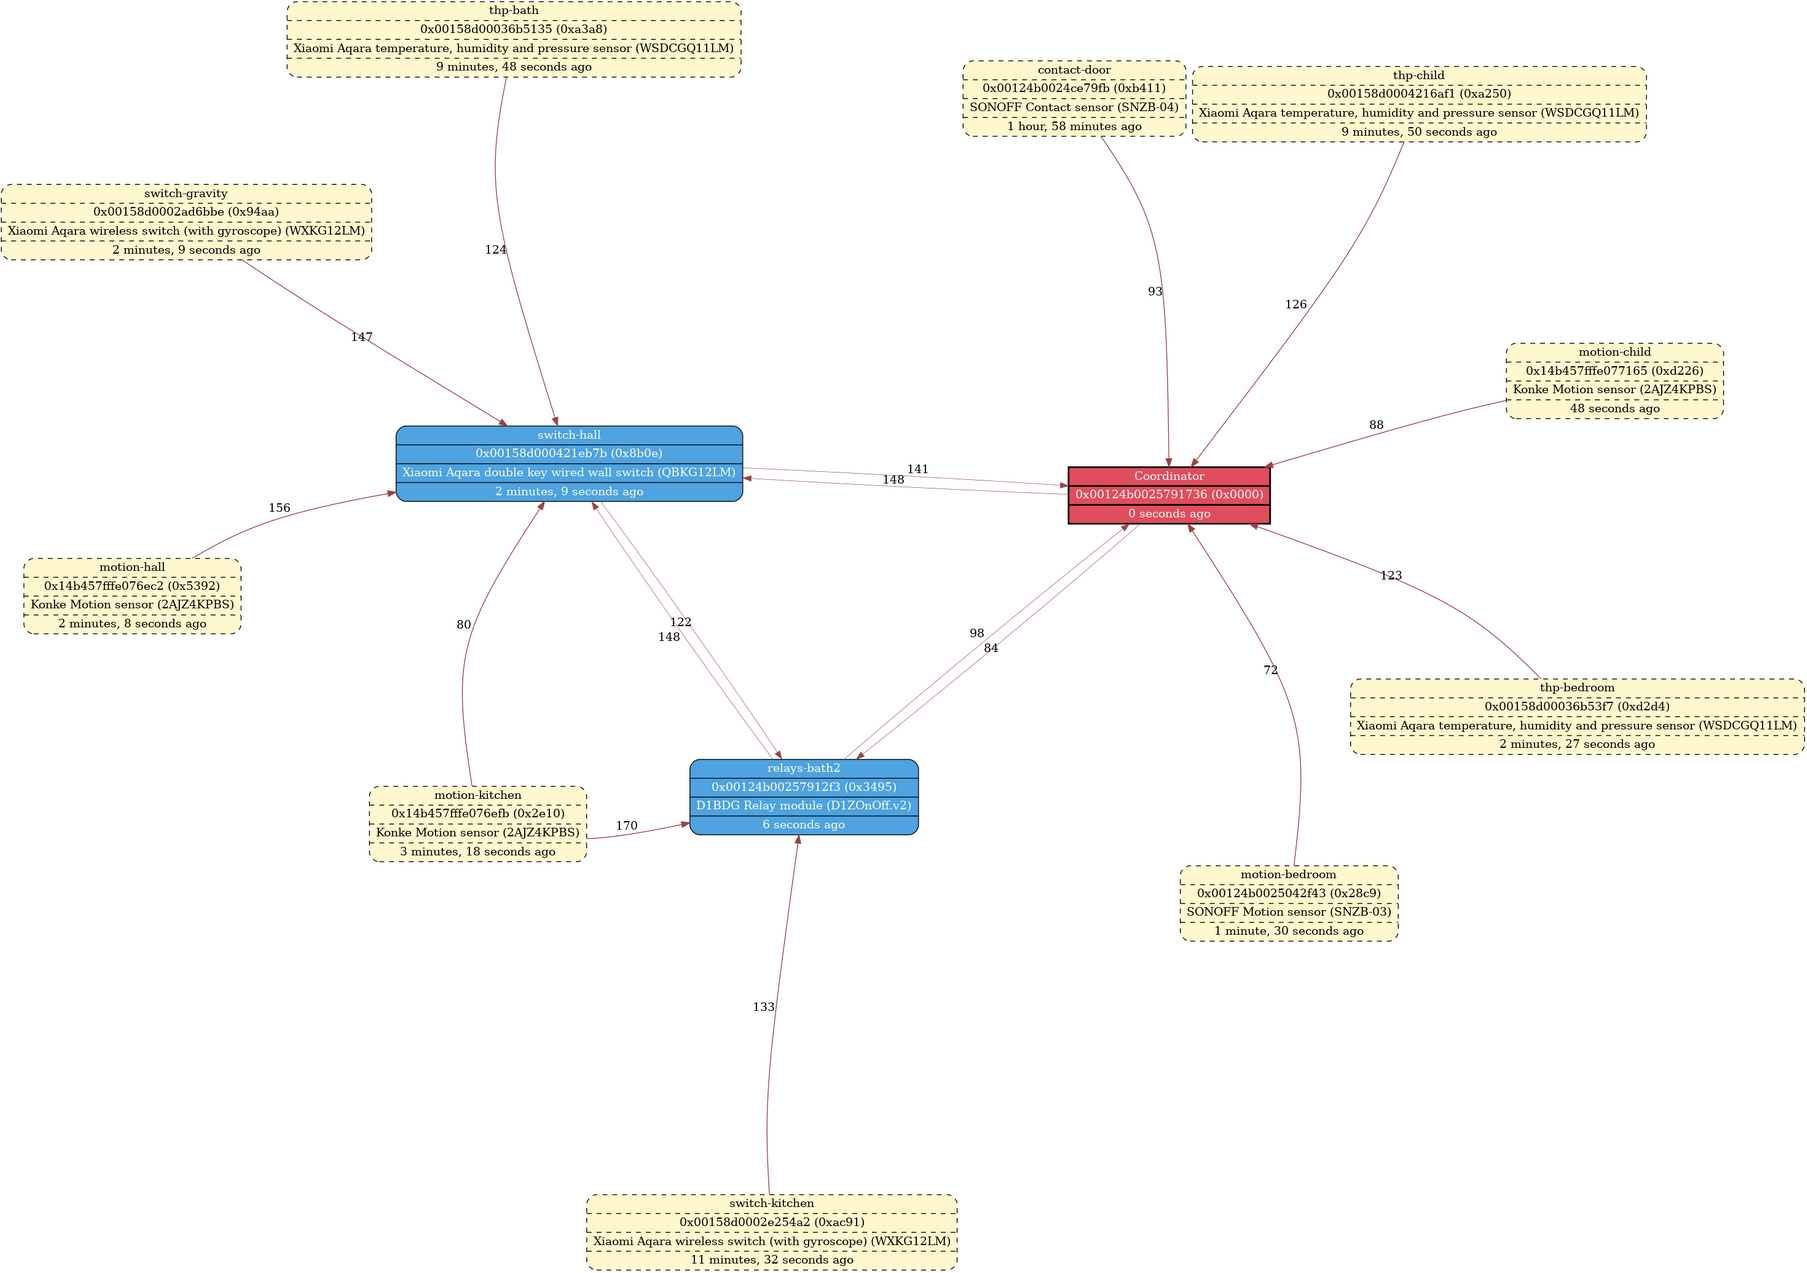 thp-bath
0x00158d00036b5135 (0xa3a8)
Xiaomi Aqara temperature, humidity and pressure sensor (WSDCGQ11LM)
9 minutes, 48 seconds ago
contact-door
0x00124b0024ce79fb (0xb411)
SONOFF Contact sensor (SNZB-04)
1 hour, 58 minutes ago
thp-child
0x00158d0004216af1 (0xa250)
Xiaomi Aqara temperature, humidity and pressure sensor (WSDCGQ11LM)
9 minutes, 50 seconds ago
switch-gravity
0x00158d0002ad6bbe (0x94aa)
Xiaomi Aqara wireless switch (with gyroscope) (WXKG12LM)
2 minutes, 9 seconds ago
124
93
126
147
motion-child
0x14b457fffe077165 (0xd226)
Konke Motion sensor (2AJZ4KPBS)
48 seconds ago
88
switch-hall
0x00158d000421eb7b (0x8b0e)
Xiaomi Aqara double key wired wall switch (QBKG12LM)
2 minutes, 9 seconds ago
141
148
Coordinator
0x00124b0025791736 (0x0000)
0 seconds ago
156
motion-hall
0x14b457fffe076ec2 (0x5392)
Konke Motion sensor (2AJZ4KPBS)
2 minutes, 8 seconds ago
123
80
122
148
98
84
72
thp-bedroom
0x00158d00036b53f7 (0xd2d4)
Xiaomi Aqara temperature, humidity and pressure sensor (WSDCGQ11LM)
2 minutes, 27 seconds ago
relays-bath2
0x00124b00257912f3 (0x3495)
D1BDG Relay module (D1ZOnOff.v2)
6 seconds ago
motion-kitchen
0x14b457fffe076efb (0x2e10)
Konke Motion sensor (2AJZ4KPBS)
3 minutes, 18 seconds ago
170
motion-bedroom
0x00124b0025042f43 (0x28c9)
SONOFF Motion sensor (SNZB-03)
1 minute, 30 seconds ago
133
switch-kitchen
0x00158d0002e254a2 (0xac91)
Xiaomi Aqara wireless switch (with gyroscope) (WXKG12LM)
11 minutes, 32 seconds ago